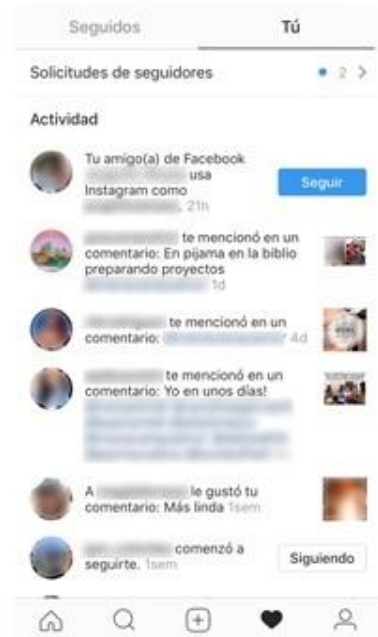 Seguidos Tú
Solicitudes de seguidores 2
Actividad
Tu amigo(a) de Facebook
usa
Seguir
Instagram como
. 21h
te mencionó en un
comentario: En pijama en la biblio
preparando proyectos
1d
te mencionó en un
comentario: 4d
te mencionó en un
comentario: Yo en unos días!
A le gustó tu
comentario: Más linda 1sem
comenzó a
seguirte. 1sem
Siguiendo